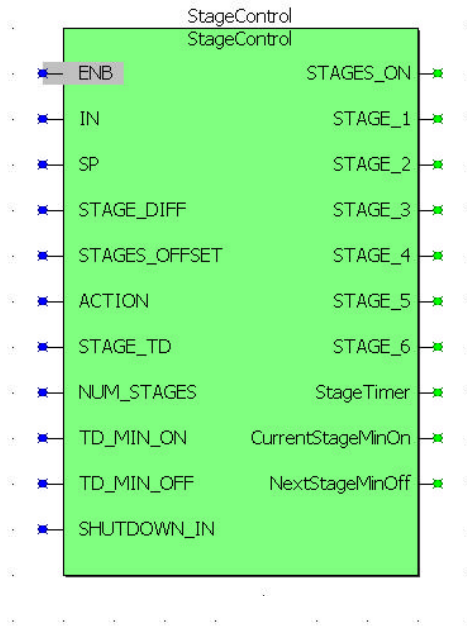 StageControl
StageControl
ENB STAGES_ON
IN STAGE_1
SP STAGE_2
STAGE_DIFF STAGE_3
STAGES_OFFSET STAGE_4
ACTION STAGE_5
STAGE_TD STAGE_6
NUM_STAGES StageTimer
TD_MIN_ON CurrentStageMinOn
TD_MIN_OFF NextStageMinOff
SHUTDOWN_IN